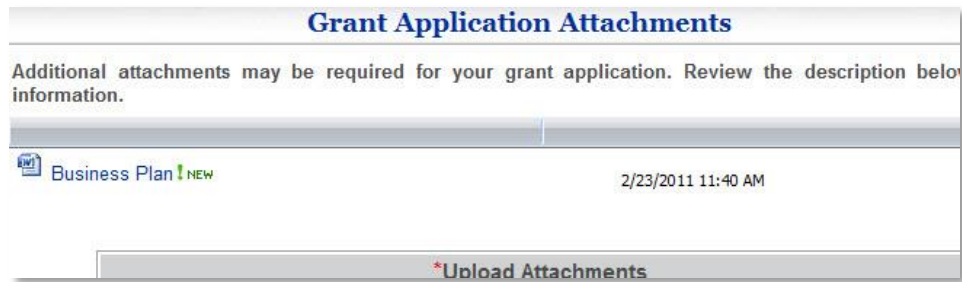 Grant Application Attachments
Additional attachments may be required for your grant application. Review the description
information.
Business Plan ! NEW 2/23/2011 11:40 AM
*Upload Attachments